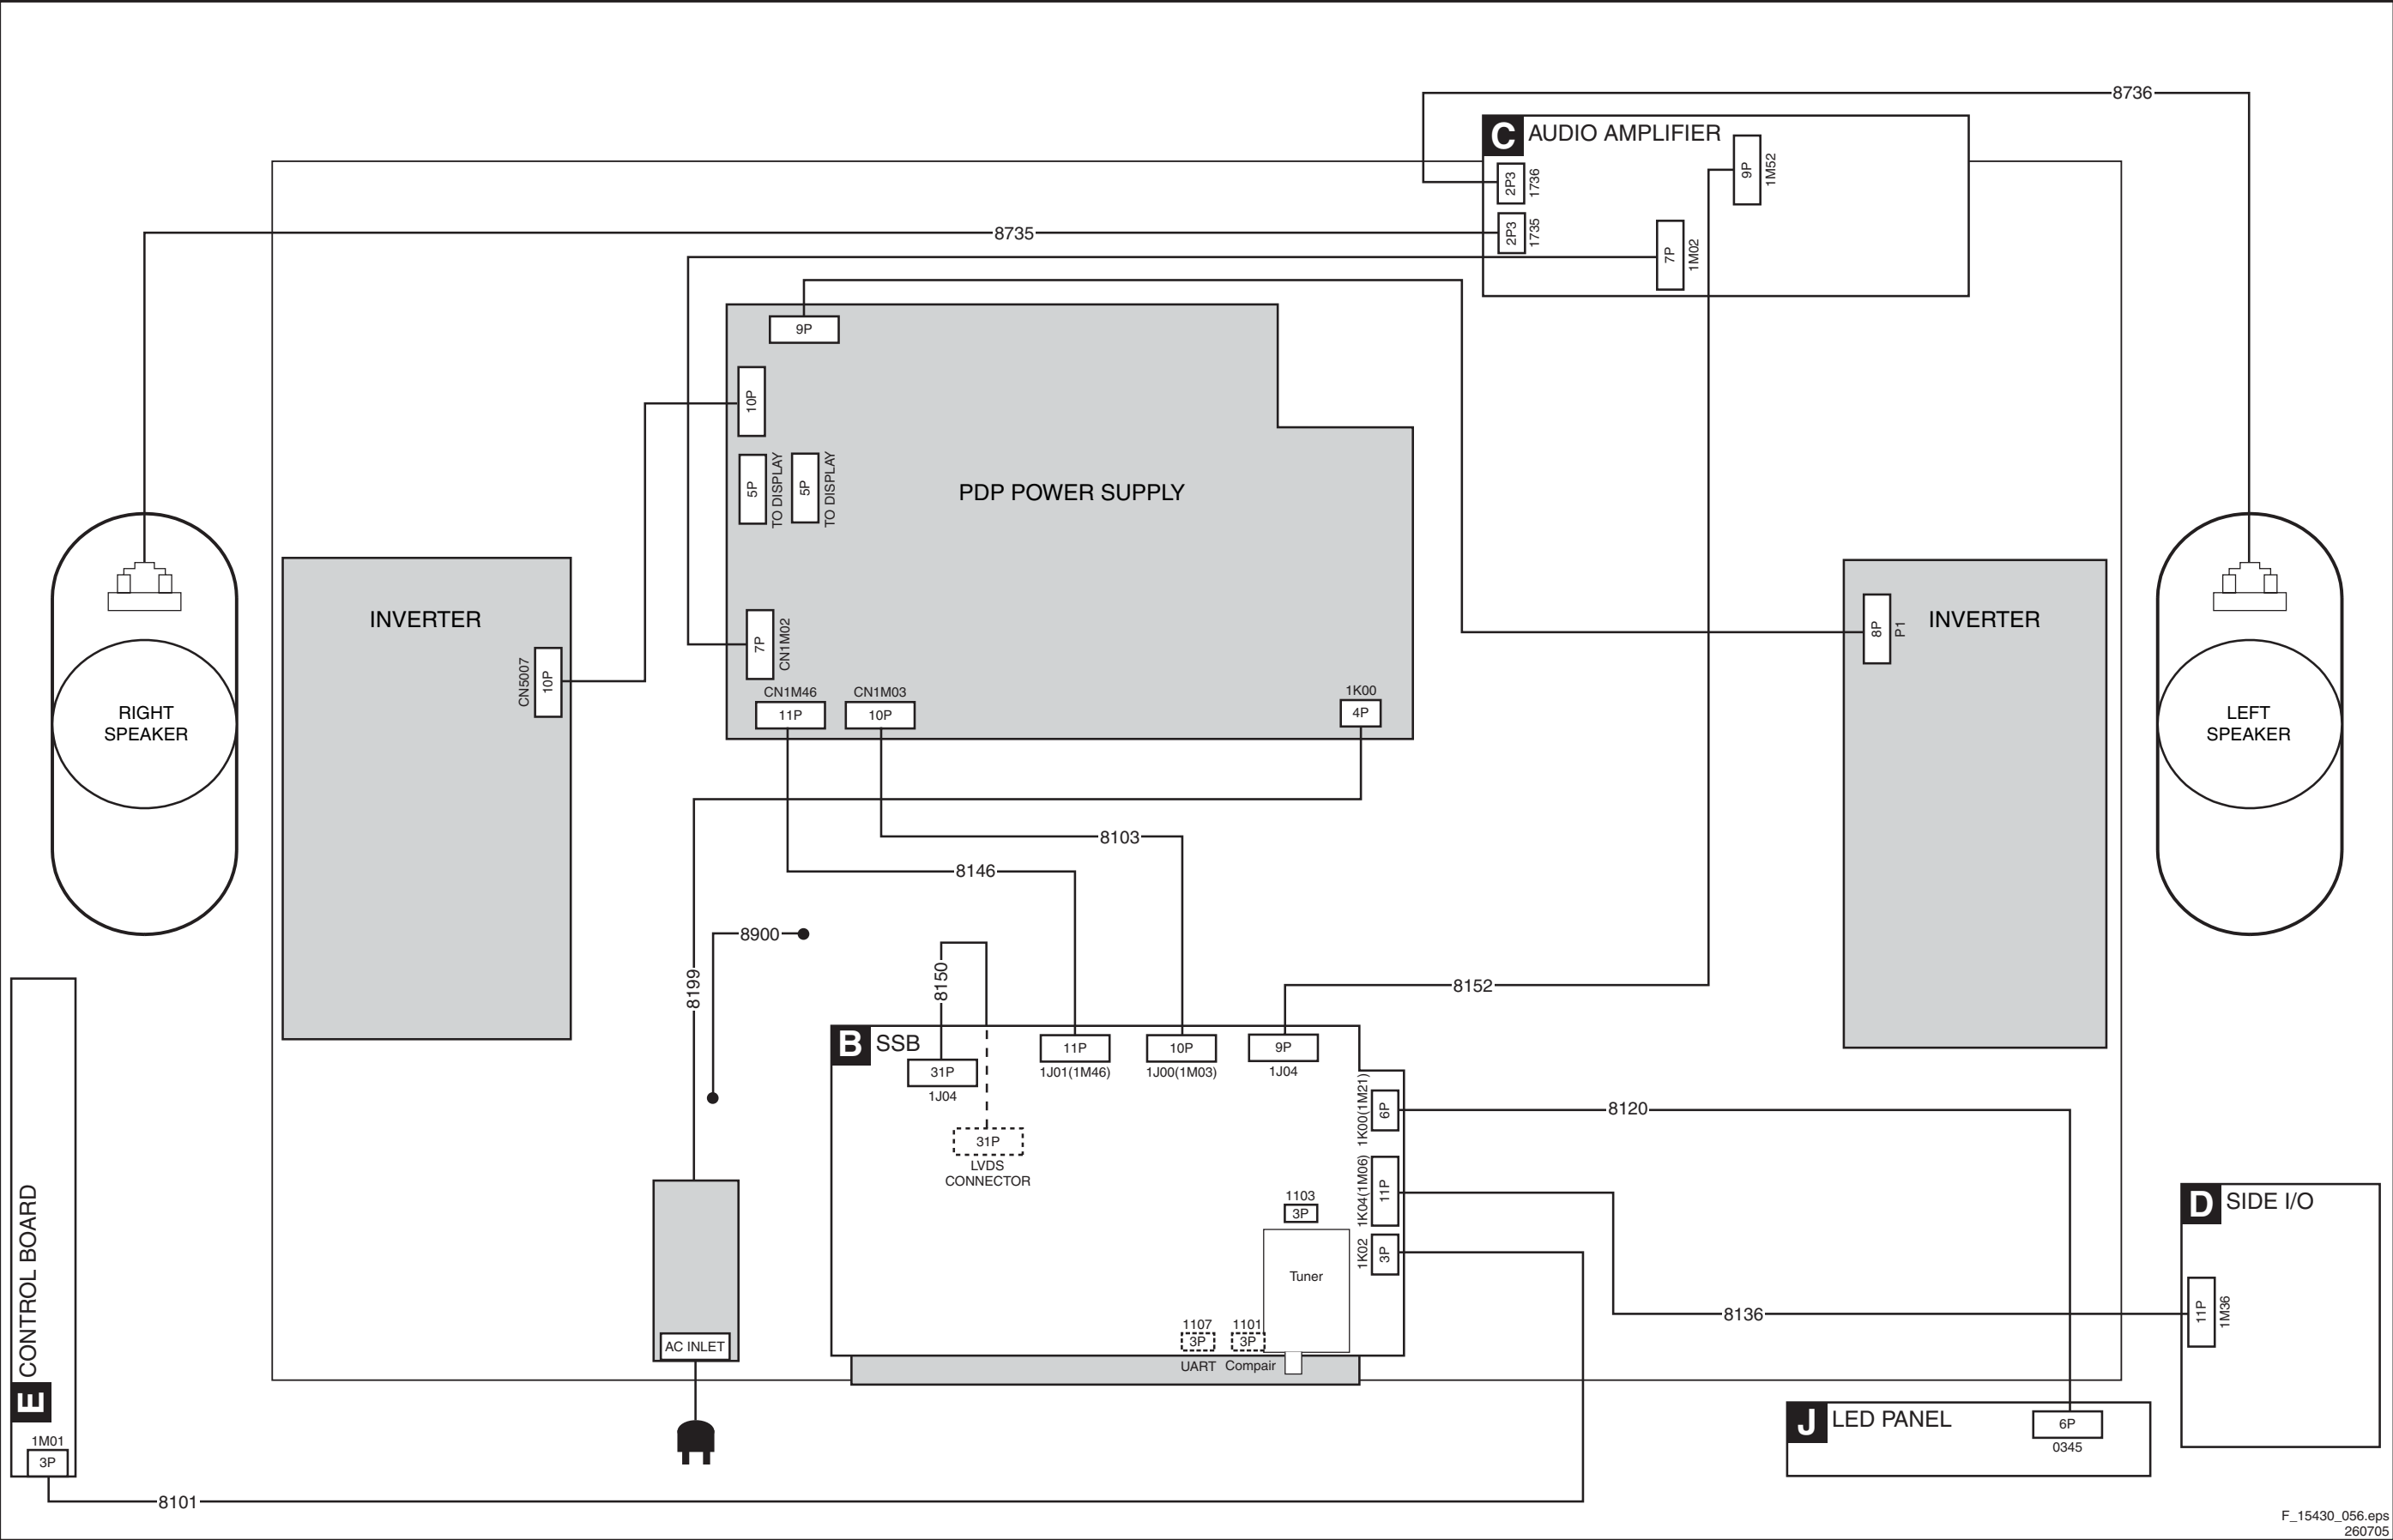 8736
C AUDIO AMPLIFIER
2P3
1736
9P
1M52
2P3
1735
8735
7P
1M02
9P
10P
5P
TO DISPLAY
5P
TO DISPLAY
PDP POWER SUPPLY
7P
CN1M02
CN1M46
11P
CN1M03
10P
1K00
4P
INVERTER
CN5007
10P
8P
P1
INVERTER
RIGHT
SPEAKER
LEFT
SPEAKER
8103
8146
8900
8199
8150
8152
B SSB
31P
1J04
11P
1J01(1M46)
10P
1J00(1M03)
9P
1J04
31P
LVDS
CONNECTOR
6P
1K00(1M21)
11P
1K04(1M06)
3P
1K02
1103
3P
Tuner
1107
3P
UART
1101
3P
Compair
8120
8136
D SIDE I/O
11P
1M36
J LED PANEL
6P
0345
AC INLET
E CONTROL BOARD
1M01
3P
8101
F_15430_056.eps
260705